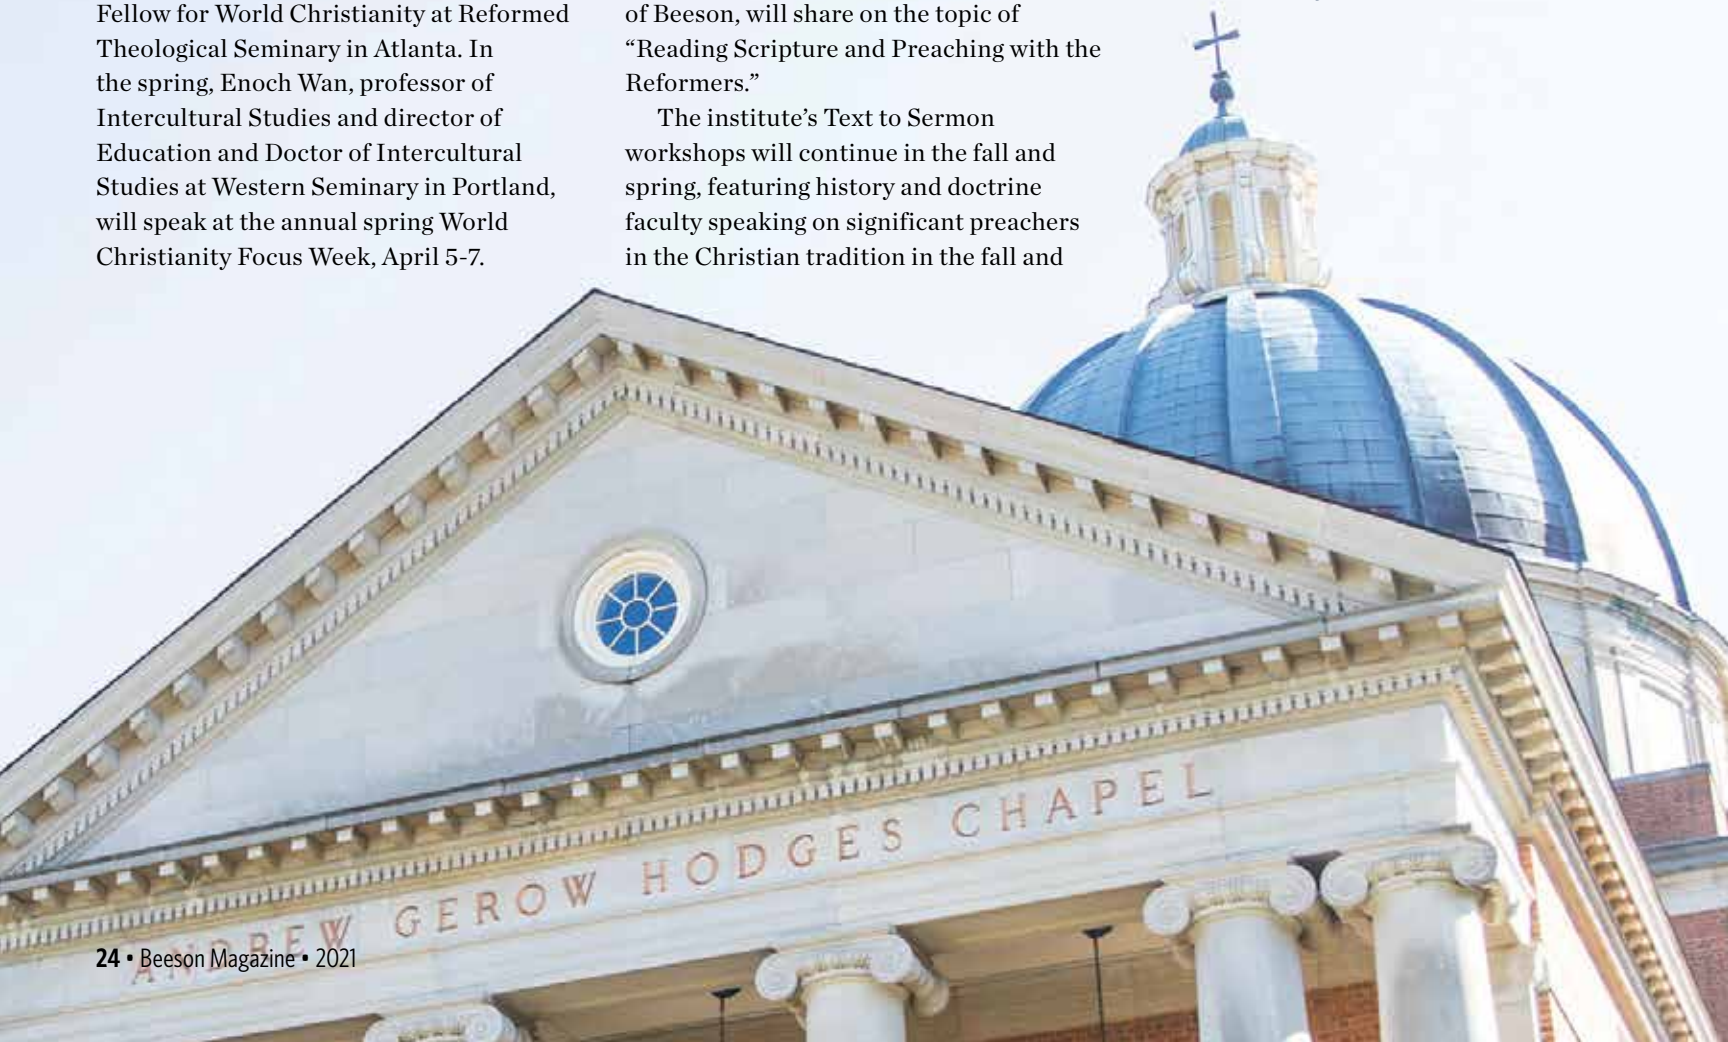 Fellow for World Christianity at Reformed
Theological Seminary in Atlanta. In
the spring, Enoch Wan, professor of
Intercultural Studies and director of
Education and Doctor of Intercultural
Studies at Western Seminary in Portland,
will speak at the annual spring World
Christianity Focus Week, April 5-7.
of Beeson, will share on the topic of
“Reading Scripture and Preaching with the
Reformers.”
The institute’s Text to Sermon
workshops will continue in the fall and
spring, featuring history and doctrine
faculty speaking on significant preachers
in the Christian tradition in the fall and
ANDREW GEROW HODGES CHAPEL
24 • Beeson Magazine • 2021